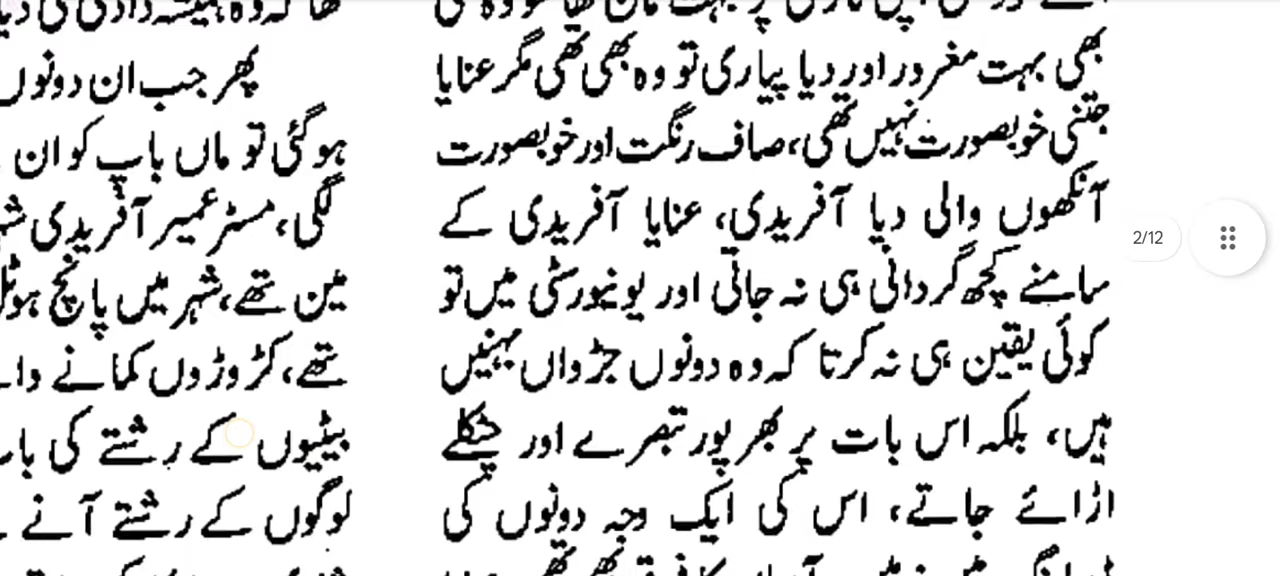 بھی بہت مغرور اور دیا پیاری تو وہ بھی تھی مگر عنایا
جتنی خوبصورت نہیں تھی، صاف رنگت اور خوبصورت
آنکھوں والی دیا آفریدی، عنایا آفریدی کے
سامنے کچھ گردانی ہی نہ جاتی اور یونیورسٹی میں تو
کوئی یقین ہی نہ کرتا کہ وہ دونوں جڑواں بہنیں
ہیں، بلکہ اس بات پر بھرپور تبصرے اور چٹکلے
اڑائے جاتے، اس کی ایک وجہ دونوں کی
پھر جب ان دونوں
ہو گئی تو ماں باپ کو ان
لگی، مسٹر عمیر آفریدی
مین تھے، شہر میں پانچ
تھے، کڑوڑوں کمانے
بیٹیوں کے رشتے کی
لوگوں کے رشتے آنے
2/12